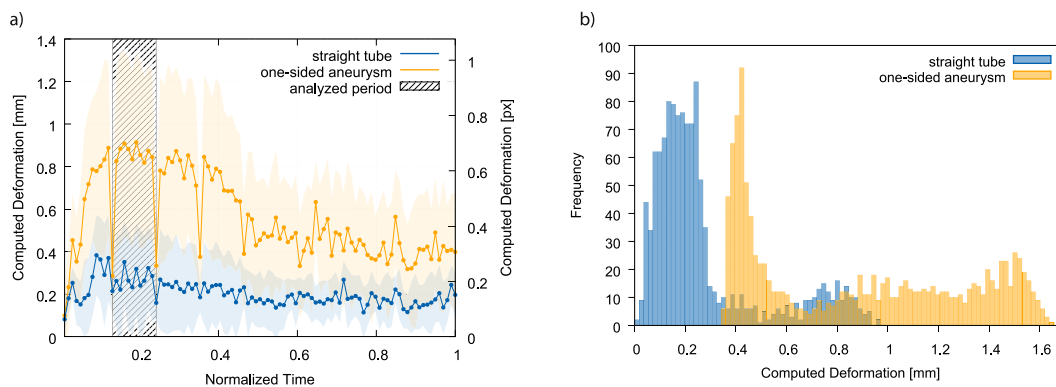 a)
straight tube
one-sided aneurysm
analyzed period
1.4
1.2
1
0.8
0.6
0.4
0.2
0
Computed Deformation [mm]
1
0.8
0.6
0.4
0.2
0
Computed Deformation [px]
0.2 0.4 0.6 0.8 1
Normalized Time
b)
straight tube
one-sided aneurysm
100
90
80
70
60
50
40
30
20
10
0
Frequency
0 0.2 0.4 0.6 0.8 1 1.2 1.4 1.6
Computed Deformation [mm]